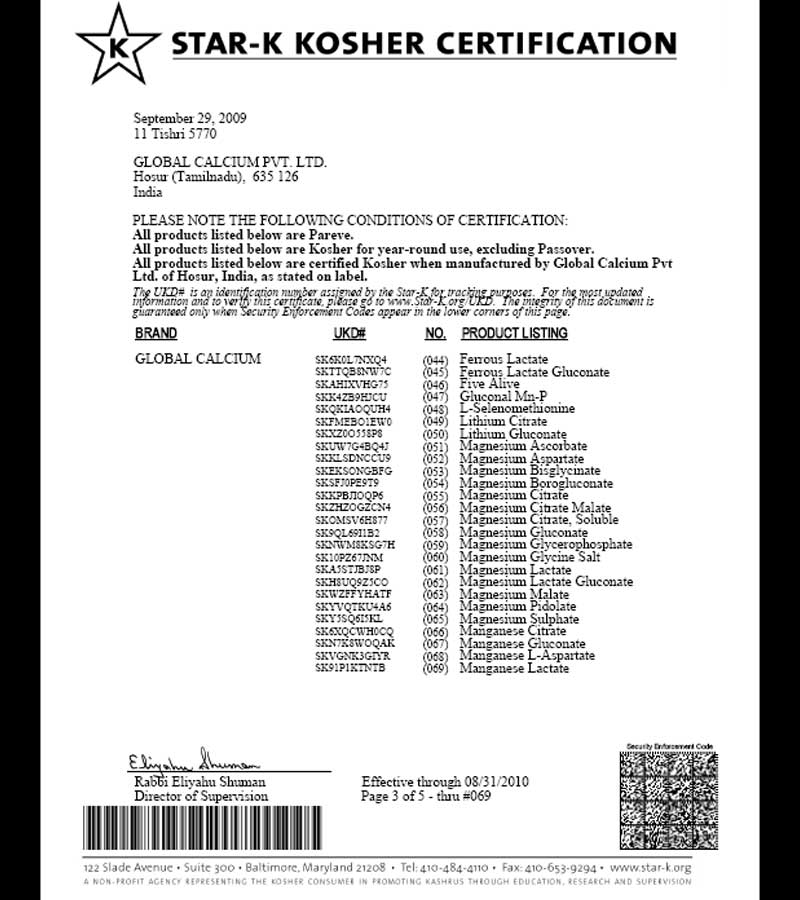 K
STAR-K KOSHER CERTIFICATION
September 29, 2009
11 Tishri 5770
GLOBAL CALCIUM PVT. LTD.
Hosur (Tamilnadu), 635 126
India
PLEASE NOTE THE FOLLOWING CONDITIONS OF CERTIFICATION:
All products listed below are Pareve.
All products listed below are Kosher for year-round use, excluding Passover.
All products listed below are certified Kosher when manufactured by Global Calcium Pvt
Ltd. of Hosur, India, as stated on label.
The UKD# is an identification number assigned by the Star-K for tracking purposes. For the most updated
information and to verify this certificate, please go to www.Star-K.org/UKD. The integrity of this document is
guaranteed only when Security Enforcement Codes appear in the lower corners of this page.
BRAND UKD# NO. PRODUCT LISTING
GLOBAL CALCIUM SK6K0L7NXQ4 (044) Ferrous Lactate
SKTTQB8NW7C (045) Ferrous Lactate Gluconate
SKAHIXVHG75 (046) Five Alive
SKK4ZB9HJCU (047) Gluconal Mn-P
SKQKIAOQUH4 (048) L-Selenomethionine
SKFMEBO1EW0 (049) Lithium Citrate
SKXZ0O558P8 (050) Lithium Gluconate
SKUW7G4BQ4J (051) Magnesium Ascorbate
SKKLSDNCCU9 (052) Magnesium Aspartate
SKEKSONGBFG (053) Magnesium Bisglycinate
SKSFJ0PE9T9 (054) Magnesium Borogluconate
SKKPBJIOQP6 (055) Magnesium Citrate
SKZHZOGZCN4 (056) Magnesium Citrate Malate
SKOMSV6H877 (057) Magnesium Citrate, Soluble
SK9QL69I1B2 (058) Magnesium Gluconate
SKNWM8KSG7H (059) Magnesium Glycerophosphate
SK10PZ67JNM (060) Magnesium Glycine Salt
SKA5STJBJ8P (061) Magnesium Lactate
SKH8UQ9Z5CO (062) Magnesium Lactate Gluconate
SKWZFFYHATF (063) Magnesium Malate
SKYVQTKU4A6 (064) Magnesium Pidolate
SKY5SQ6I5KL (065) Magnesium Sulphate
SK6XQCWH0CQ (066) Manganese Citrate
SKN7K8WOQAK (067) Manganese Gluconate
SKVGNK3GIYR (068) Manganese L-Aspartate
SK91P1KTNTB (069) Manganese Lactate
Eliyahu Shuman
Rabbi Eliyahu Shuman
Director of Supervision
Effective through 08/31/2010
Page 3 of 5 - thru #069
Security Enforcement Code
122 Slade Avenue • Suite 300 • Baltimore, Maryland 21208 • Tel: 410-484-4110 • Fax: 410-653-9294 • www.star-k.org
A NON-PROFIT AGENCY REPRESENTING THE KOSHER CONSUMER IN PROMOTING KASHRUS THROUGH EDUCATION, RESEARCH AND SUPERVISION